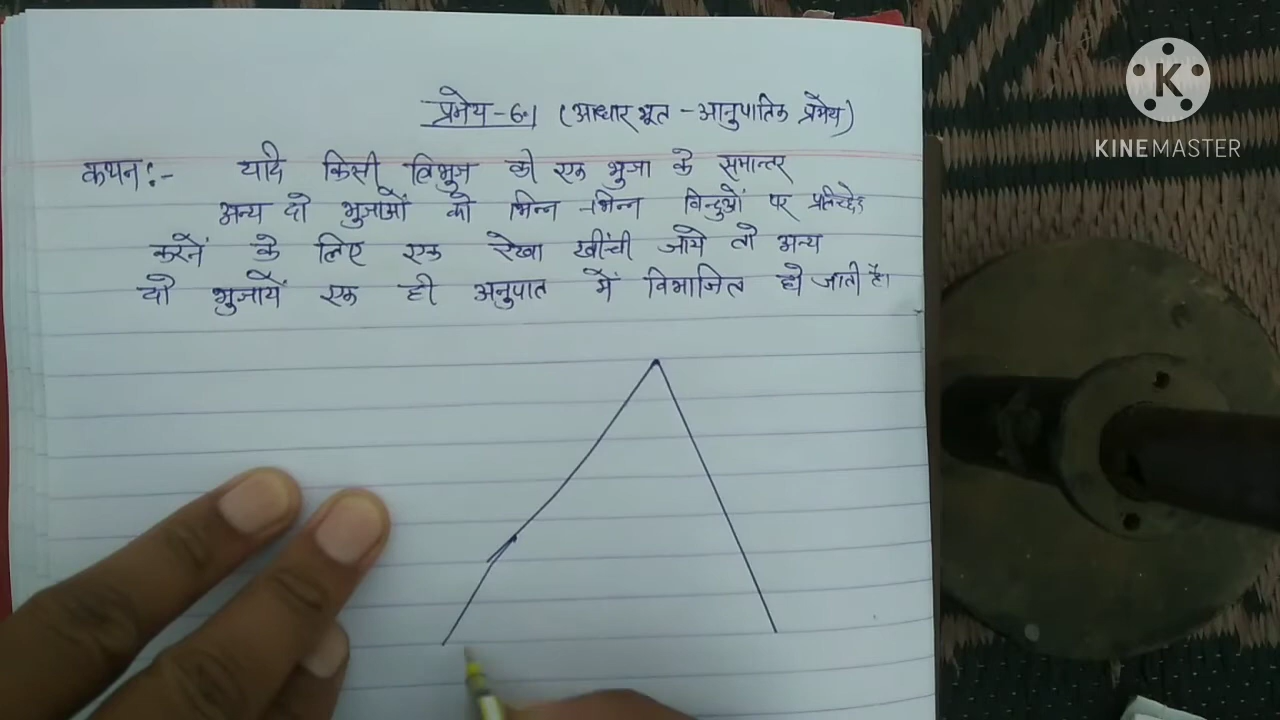 प्रमेय-6.1 (आधारभूत-आनुपातिक प्रमेय)
कथन:- यदि किसी त्रिभुज की एक भुजा के समान्तर
अन्य दो भुजाओं को भिन्न-भिन्न विन्दुओं पर प्रतिच्छेद
करनें के लिए एक रेखा खींची जाये तो अन्य
दो भुजायें एक ही अनुपात में विभाजित हो जाती हैं।
K
KINEMASTER